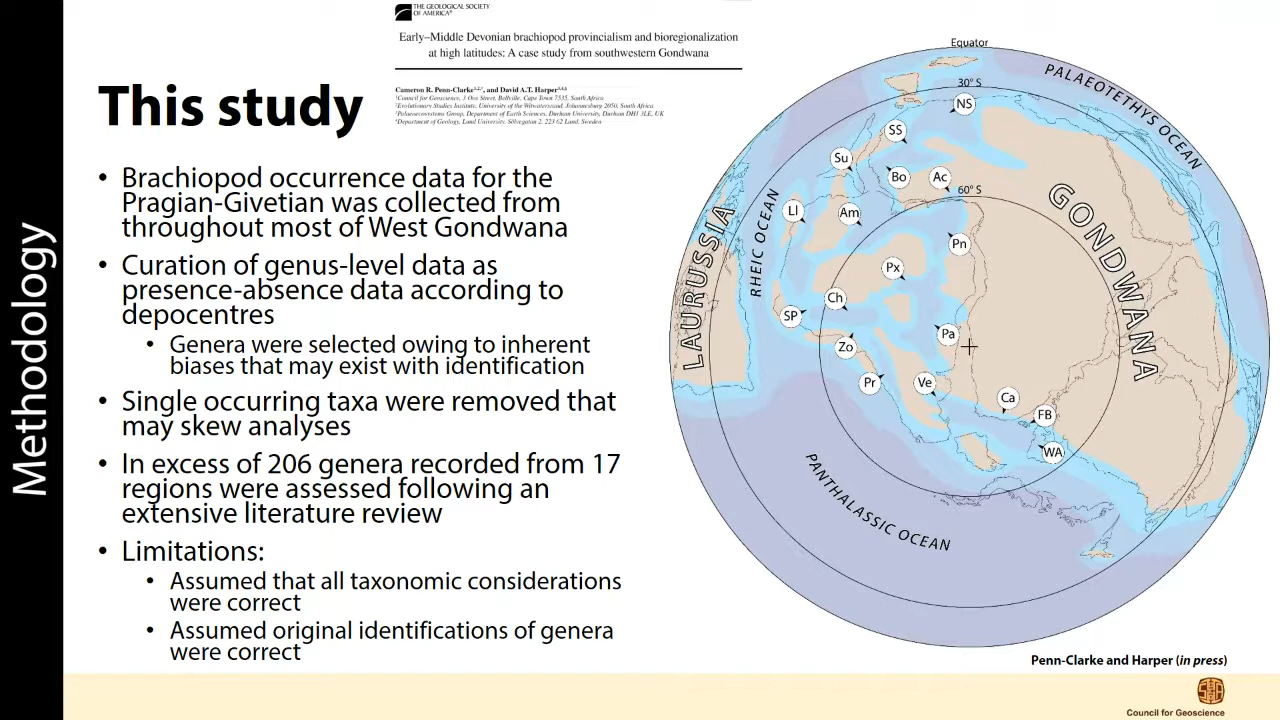 THE GEOLOGICAL SOCIETY
OF AMERICA®
Early–Middle Devonian brachiopod provincialism and bioregionalization
at high latitudes: A case study from southwestern Gondwana
Cameron R. Penn-Clarke and David A.T. Harper
Council for Geoscience, 3 Oos Street, Bellville, Cape Town 7535, South Africa
Evolutionary Studies Institute, University of the Witwatersrand, Johannesburg 2050, South Africa
Palaeoecosystems Group, Department of Earth Sciences, Durham University, Durham DH1 3LE, UK
Department of Geology, Lund University, Sölvegatan 2, 223 62 Lund, Sweden
Methodology
This study
• Brachiopod occurrence data for the
Pragian-Givetian was collected from
throughout most of West Gondwana
• Curation of genus-level data as
presence-absence data according to
depocentres
• Genera were selected owing to inherent
biases that may exist with identification
• Single occurring taxa were removed that
may skew analyses
• In excess of 206 genera recorded from 17
regions were assessed following an
extensive literature review
• Limitations:
• Assumed that all taxonomic considerations
were correct
• Assumed original identifications of genera
were correct
Equator
30° S
60° S
PALAEOTETHYS OCEAN
GONDWANA
LAURUSSIA
RHEIC OCEAN
PANTHALASSIC OCEAN
NS
SS
Su
Bo
Ac
Ll
Am
Pn
Px
Ch
SP
Pa
Zo
Pr
Ve
Ca
FB
WA
Penn-Clarke and Harper (in press)
Council for Geoscience